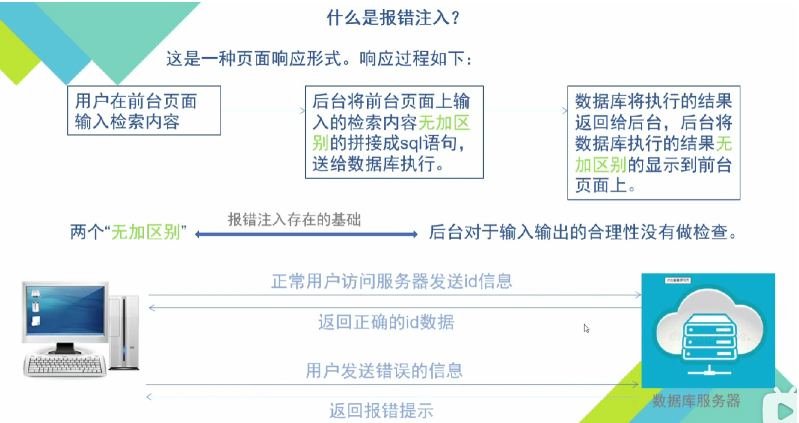 什么是报错注入？
这是一种页面响应形式。响应过程如下：
用户在前台页面
输入检索内容
后台将前台页面上输
入的检索内容无加区
别的拼接成sql语句，
送给数据库执行。
数据库将执行的结果
返回给后台，后台将
数据库执行的结果无
加区别的显示到前台
页面上。
报错注入存在的基础
两个“无加区别”
后台对于输入输出的合理性没有做检查。
正常用户访问服务器发送id信息
返回正确的id数据
用户发送错误的信息
返回报错提示
数据库服务器